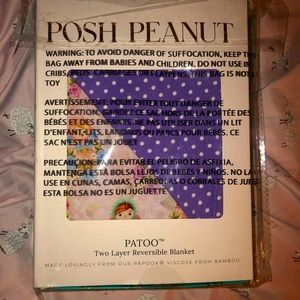 POSH PEANUT
WARNING: TO AVOID DANGER OF SUFFOCATION, KEEP THIS
BAG AWAY FROM BABIES AND CHILDREN. DO NOT USE IN
CRIBS, BEDS, CARRIAGES OR PLAYPENS. THIS BAG IS NOT A
TOY
AVERTISSEMENT: POUR EVITER TOUT DANGER DE
SUFFOCATION, GARDEZ CE SAC HORS DE LA PORTÉE DES
BÉBÉS ET DES ENFANTS. NE PAS UTILISER DANS UN LIT
D'ENFANT, LITS, LANDAUS OU PARCS POUR BÉBÉS. CE
SAC N'EST PAS UN JOUET
PRECAUCION: PARA EVITAR EL PELIGRO DE ASFIXIA,
MANTENGA ESTA BOLSA LEJOS DE BEBÉS Y NIÑOS. NO LA
USE EN CUNAS, CAMAS, CARREOLAS O CORRALES DE JUEGO
ESTA BOLSA NO ES UN JUGUETE
PATOO™
Two Layer Reversible Blanket
MADE LOVINGLY FROM OUR PAPOOK® VISCOSE FROM BAMBOO